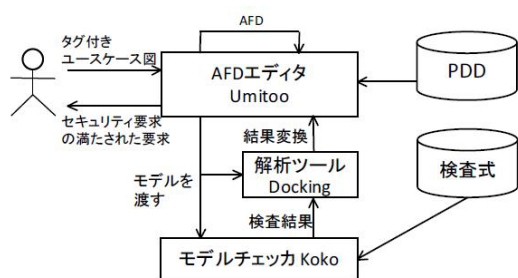 AFD
タグ付き
ユースケース図
AFDエディタ
Umitoo
PDD
セキュリティ要求
の満たされた要求
結果変換
モデルを
渡す
解析ツール
Docking
検査式
検査結果
モデルチェッカ Koko